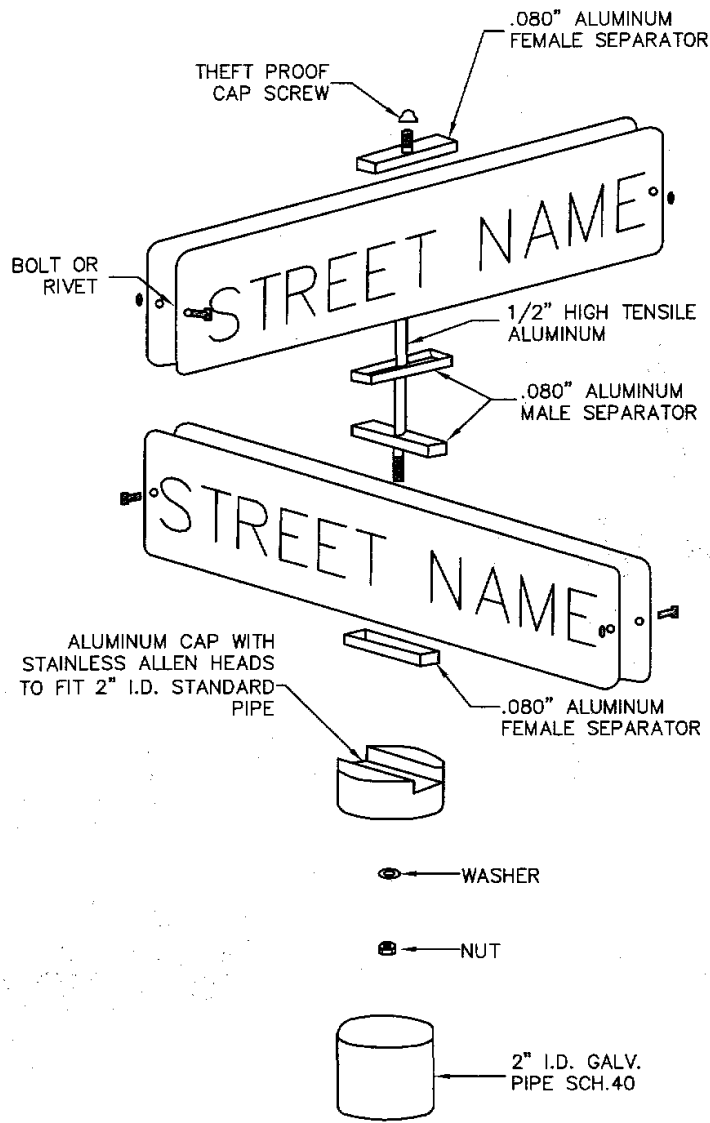 .080" ALUMINUM
FEMALE SEPARATOR
THEFT PROOF
CAP SCREW
STREET NAME
BOLT OR
RIVET
1/2" HIGH TENSILE
ALUMINUM
.080" ALUMINUM
MALE SEPARATOR
STREET NAME
ALUMINUM CAP WITH
STAINLESS ALLEN HEADS
TO FIT 2" I.D. STANDARD
PIPE
.080" ALUMINUM
FEMALE SEPARATOR
WASHER
NUT
2" I.D. GALV.
PIPE SCH.40